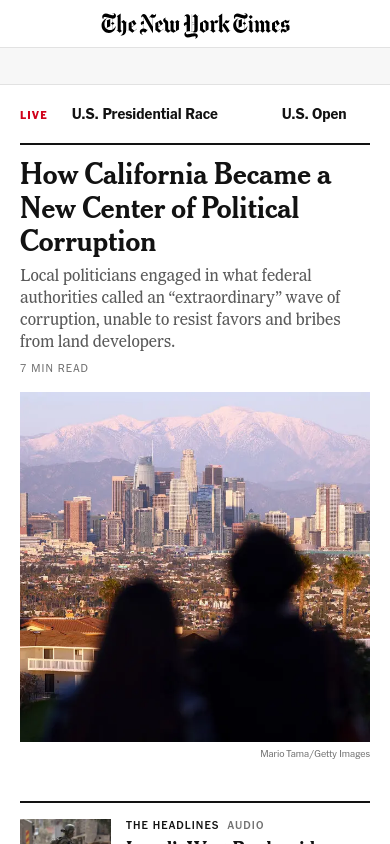 The New York Times
LIVE U.S. Presidential Race U.S. Open
How California Became a
New Center of Political
Corruption
Local politicians engaged in what federal
authorities called an “extraordinary” wave of
corruption, unable to resist favors and bribes
from land developers.
7 MIN READ
Mario Tama/Getty Images
THE HEADLINES AUDIO